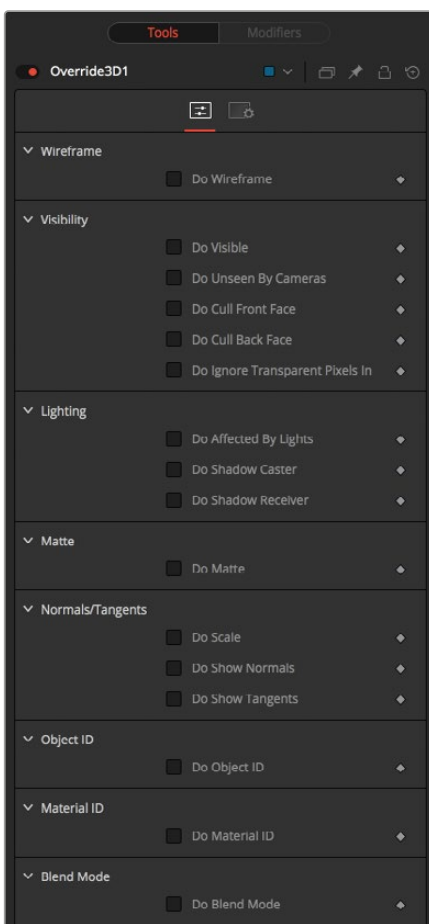 Tools Modifiers
Override3D1
Wireframe
Do Wireframe
Visibility
Do Visible
Do Unseen By Cameras
Do Cull Front Face
Do Cull Back Face
Do Ignore Transparent Pixels In
Lighting
Do Affected By Lights
Do Shadow Caster
Do Shadow Receiver
Matte
Do Matte
Normals/Tangents
Do Scale
Do Show Normals
Do Show Tangents
Object ID
Do Object ID
Material ID
Do Material ID
Blend Mode
Do Blend Mode